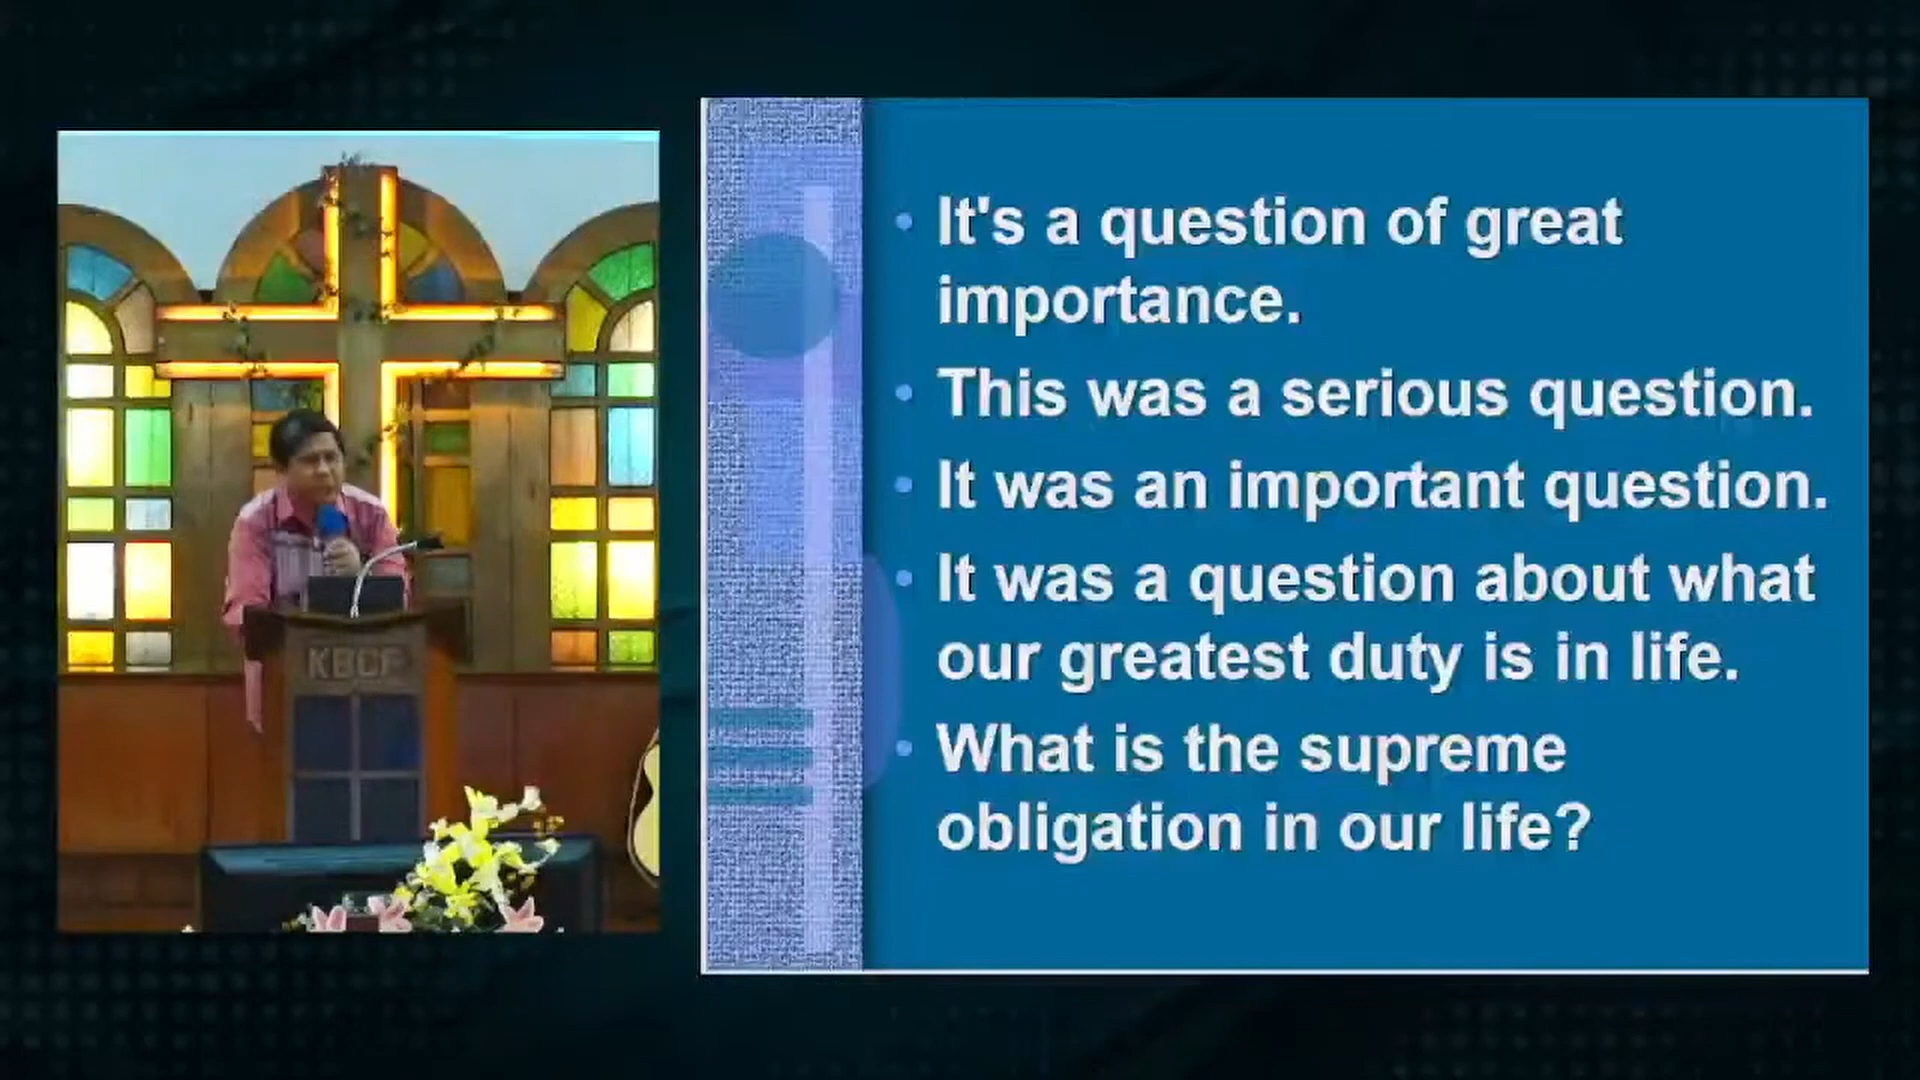 KBCF
• It's a question of great
importance.
• This was a serious question.
• It was an important question.
• It was a question about what
our greatest duty is in life.
• What is the supreme
obligation in our life?